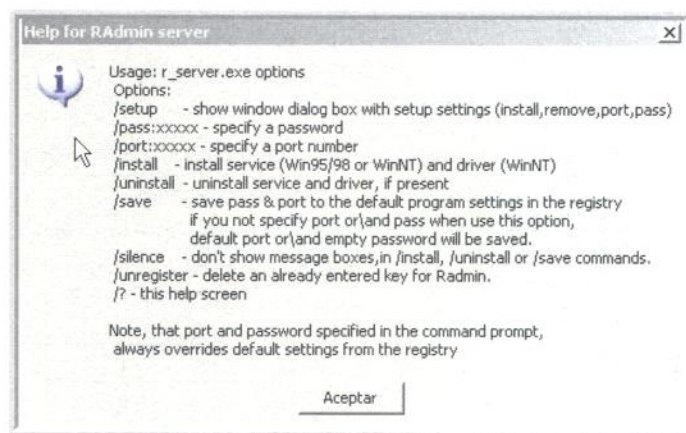 Help for RAdmin server
Usage: r_server.exe options
Options:
/setup - show window dialog box with setup settings (install,remove,port,pass)
/pass:xxxxx - specify a password
/port:xxxxx - specify a port number
/install - install service (Win95/98 or WinNT) and driver (WinNT)
/uninstall - uninstall service and driver, if present
/save - save pass & port to the default program settings in the registry
if you not specify port or\and pass when use this option,
default port or\and empty password will be saved.
/silence - don't show message boxes,in /install, /uninstall or /save commands.
/unregister - delete an already entered key for Radmin.
/? - this help screen
Note, that port and password specified in the command prompt,
always overrides default settings from the registry
Aceptar